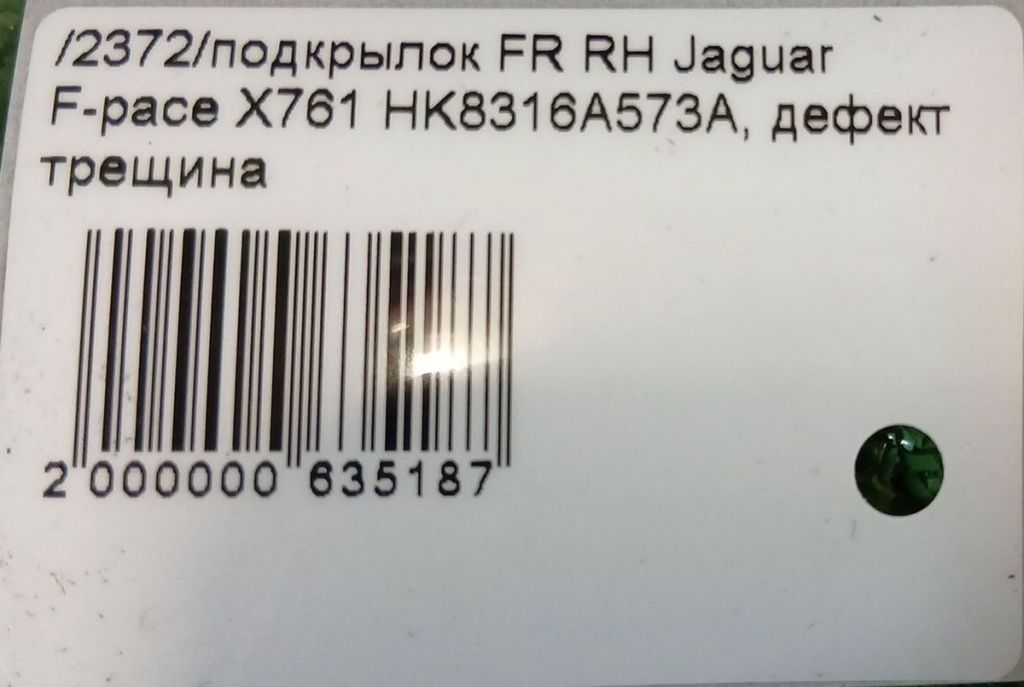 /2372/подкрылок FR RH Jaguar
F-pace X761 HK8316A573A, дефект
трещина
2 000000 635187